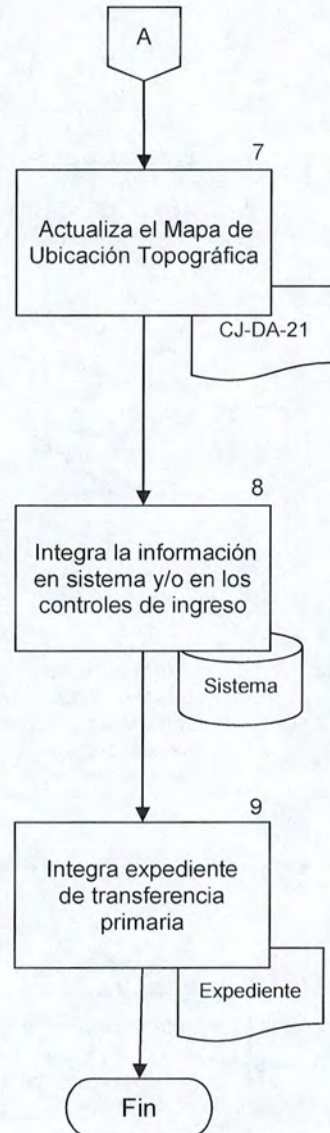 A
7
Actualiza el Mapa de
Ubicación Topográfica
CJ-DA-21
8
Integra la información
en sistema y/o en los
controles de ingreso
Sistema
9
Integra expediente
de transferencia
primaria
Expediente
Fin